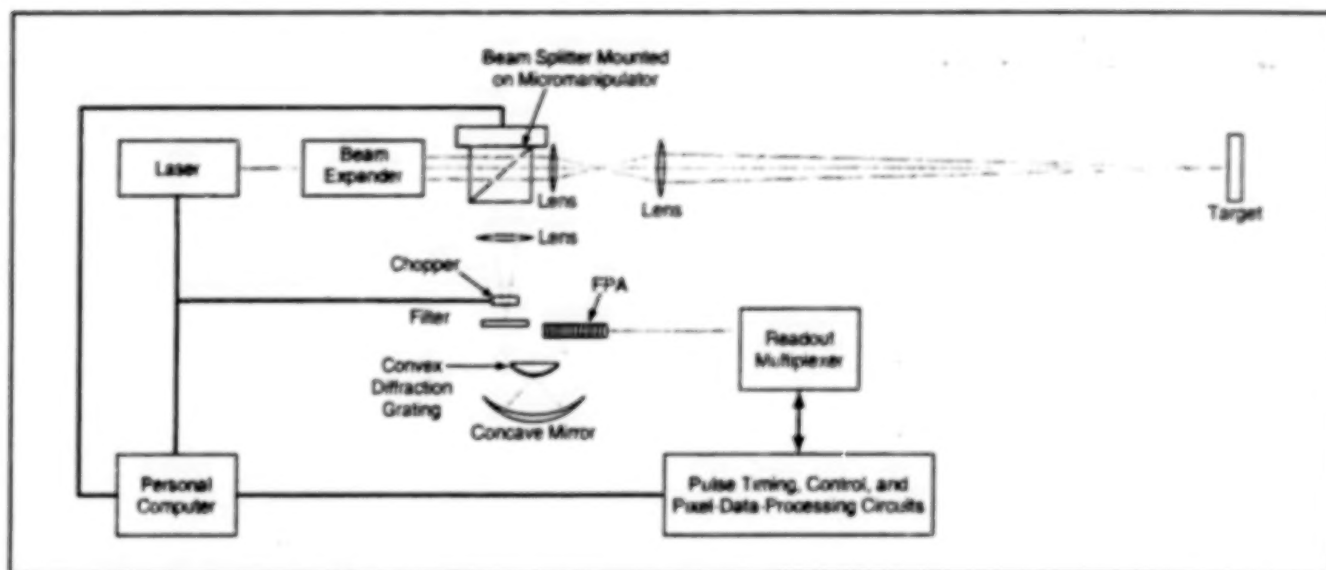 Beam Splitter Mounted
on Micromanipulator
Laser
Beam
Expander
Lens
Lens
Target
Lens
Chopper
FPA
Filter
Readout
Multiplexer
Convex
Diffraction
Grating
Concave Mirror
Personal
Computer
Pulse Timing, Control, and
Pixel-Data-Processing Circuits